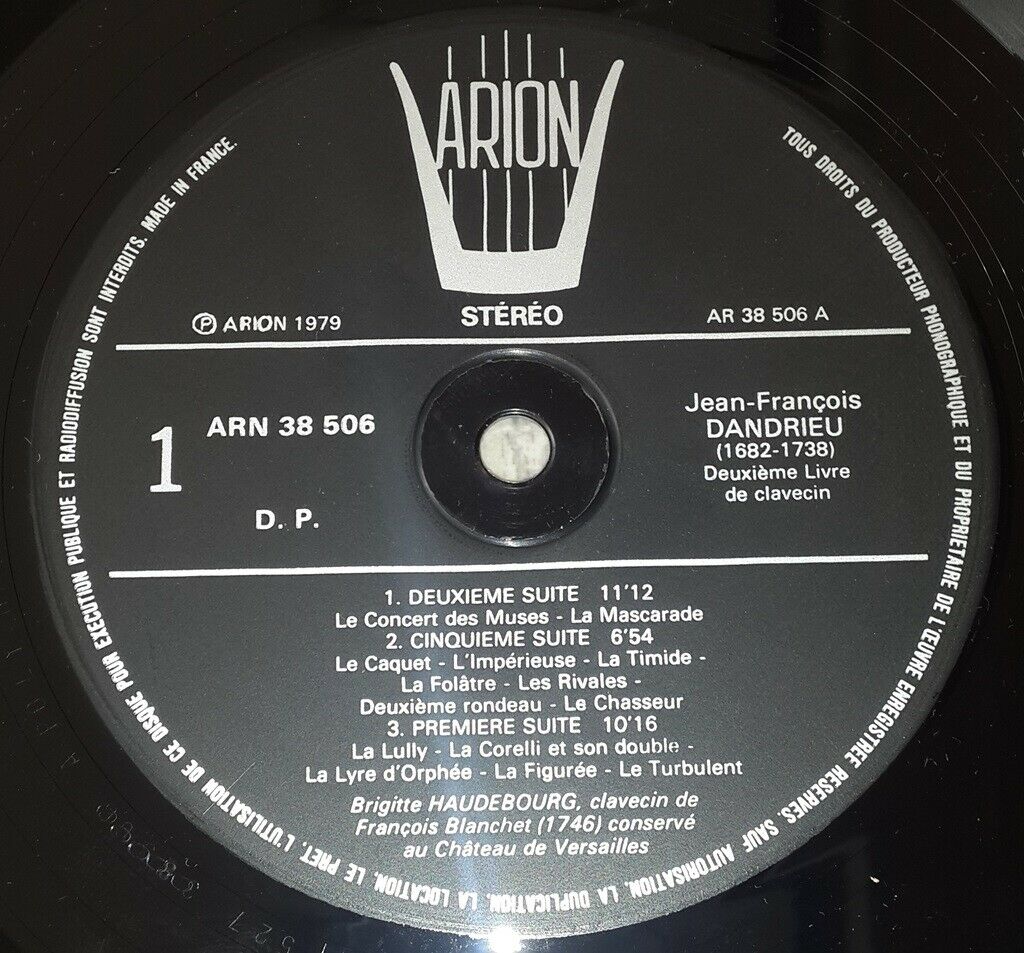 ARION
STÉRÉO
Ⓟ ARION 1979
AR 38 506 A
1
ARN 38 506
D. P.
Jean-François
DANDRIEU
(1682-1738)
Deuxième Livre
de clavecin
1. DEUXIEME SUITE 11'12
Le Concert des Muses - La Mascarade
2. CINQUIEME SUITE 6'54
Le Caquet - L'Impérieuse - La Timide -
La Folâtre - Les Rivales -
Deuxième rondeau - Le Chasseur
3. PREMIERE SUITE 10'16
La Lully - La Corelli et son double -
La Lyre d'Orphée - La Figurée - Le Turbulent
Brigitte HAUDEBOURG, clavecin de
François Blanchet (1746) conservé
au Château de Versailles
TOUS DROITS DU PRODUCTEUR PHONOGRAPHIQUE ET DU PROPRIETAIRE DE L'ŒUVRE ENREGISTREE RESERVES. SAUF AUTORISATION, LA DUPLICATION, LA LOCATION, LE PRET, L'UTILISATION DE CE DISQUE POUR EXECUTION PUBLIQUE ET RADIODIFFUSION SONT INTERDITS. MADE IN FRANCE.